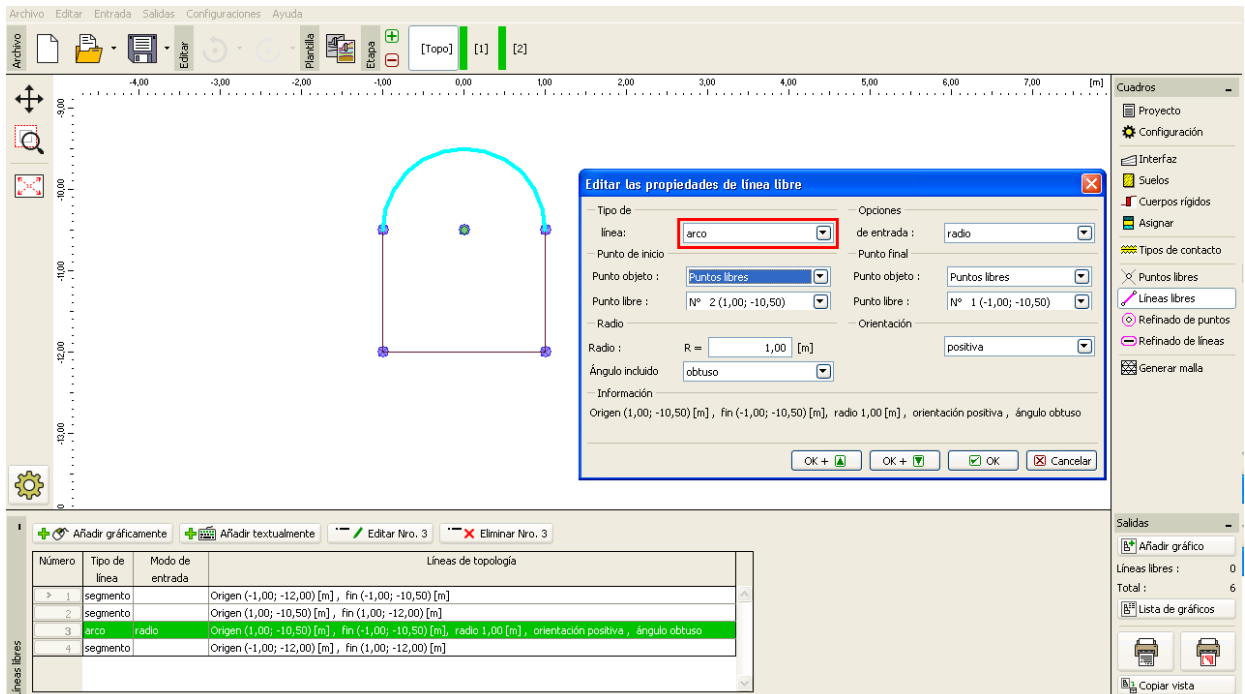 Archivo Editar Entrada Salidas Configuraciones Ayuda
Archivo
Editar
Plantilla
Etapa
[Topo]
[1]
[2]
-4,00 -3,00 -2,00 -1,00 0,00 1,00 2,00 3,00 4,00 5,00 6,00 7,00 [m]
-9,00
-10,00
-11,00
-12,00
-13,00
Editar las propiedades de línea libre
Tipo de
línea: arco
Opciones
de entrada : radio
Punto de inicio
Punto final
Punto objeto : Puntos libres
Punto objeto : Puntos libres
Punto libre : Nº 2 (1,00; -10,50)
Punto libre : Nº 1 (-1,00; -10,50)
Radio
Orientación
Radio : R = 1,00 [m]
positiva
Ángulo incluido obtuso
Información
Origen (1,00; -10,50) [m] , fin (-1,00; -10,50) [m], radio 1,00 [m] , orientación positiva , ángulo obtuso
OK +
OK +
OK
Cancelar
Cuadros
Proyecto
Configuración
Interfaz
Suelos
Cuerpos rígidos
Asignar
Tipos de contacto
Puntos libres
Líneas libres
Refinado de puntos
Refinado de líneas
Generar malla
Añadir gráficamente
Añadir textualmente
Editar Nro. 3
Eliminar Nro. 3
Número Tipo de línea Modo de entrada Líneas de topología
1 segmento Origen (-1,00; -12,00) [m] , fin (-1,00; -10,50) [m]
2 segmento Origen (1,00; -10,50) [m] , fin (1,00; -12,00) [m]
3 arco radio Origen (1,00; -10,50) [m] , fin (-1,00; -10,50) [m], radio 1,00 [m] , orientación positiva , ángulo obtuso
4 segmento Origen (-1,00; -12,00) [m] , fin (1,00; -12,00) [m]
Líneas libres
Salidas
Añadir gráfico
Líneas libres : 0
Total : 6
Lista de gráficos
Copiar vista